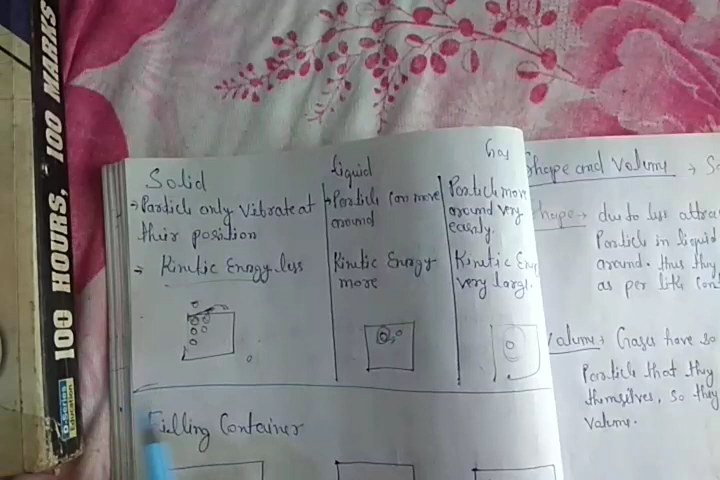 100 HOURS, 100 MARKS
D-Series
Education
Solid
→ Particle only Vibrate at
their position
→ Kinetic Energy less
liquid
→ Particle can move
around
Kinetic Energy
more
Gas
Particle move
around very
easily.
Kinetic Ene
very large.
Filling Container
Shape and Volume →
Shape → due to less attrac
Particle in liquid
around. thus they
as per
Volume → Gases have so
Particle that they
themselves, so they
Volume.